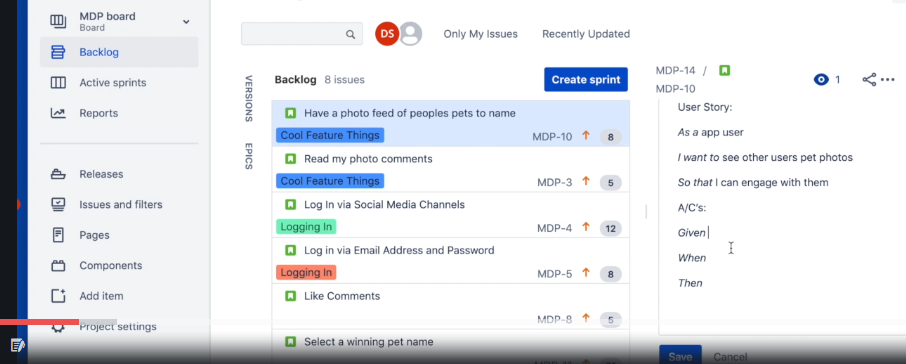 MDP board
Board
Backlog
Active sprints
Reports
Releases
Issues and filters
Pages
Components
Add item
Project settings
DS
Only My Issues
Recently Updated
VERSIONS
EPICS
Backlog 8 issues
Create sprint
Have a photo feed of peoples pets to name
Cool Feature Things MDP-10 8
Read my photo comments
Cool Feature Things MDP-3 5
Log In via Social Media Channels
Logging In MDP-4 12
Log in via Email Address and Password
Logging In MDP-5 8
Like Comments
MDP-8 5
Select a winning pet name
MDP-14 /
MDP-10
1
User Story:
As a app user
I want to see other users pet photos
So that I can engage with them
A/C's:
Given
When
Then
Save Cancel